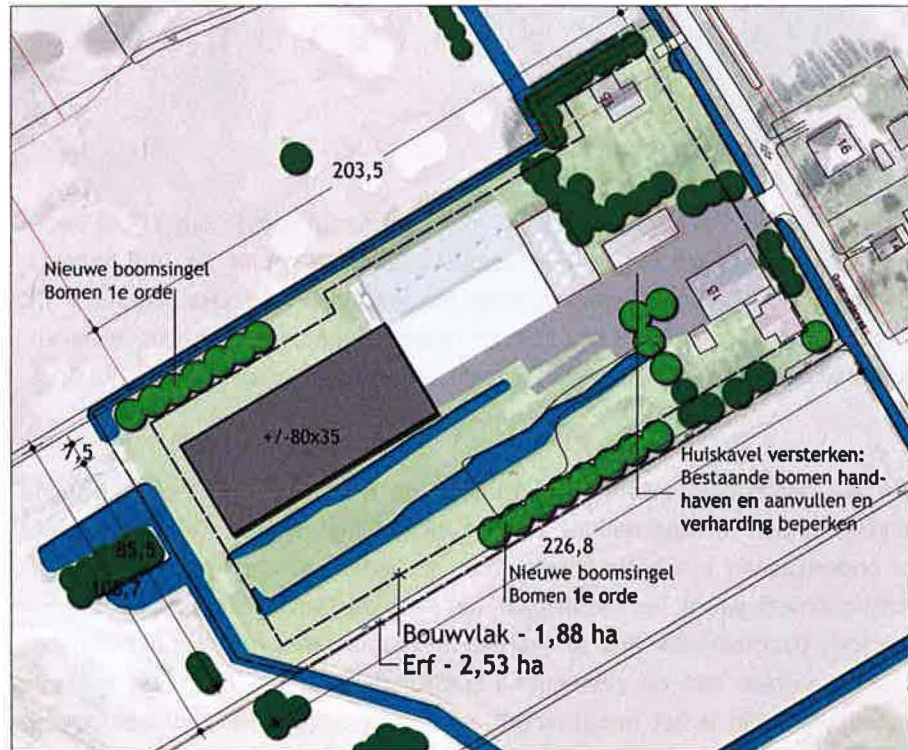 203,5
Nieuwe boomsingel
Bomen 1e orde
7,5
+/-80x35
85,5
Huiskavel versterken:
Bestaande bomen hand-
haven en aanvullen en
verharding beperken
226,8
Nieuwe boomsingel
Bomen 1e orde
Bouwvlak - 1,88 ha
Erf - 2,53 ha
16
14